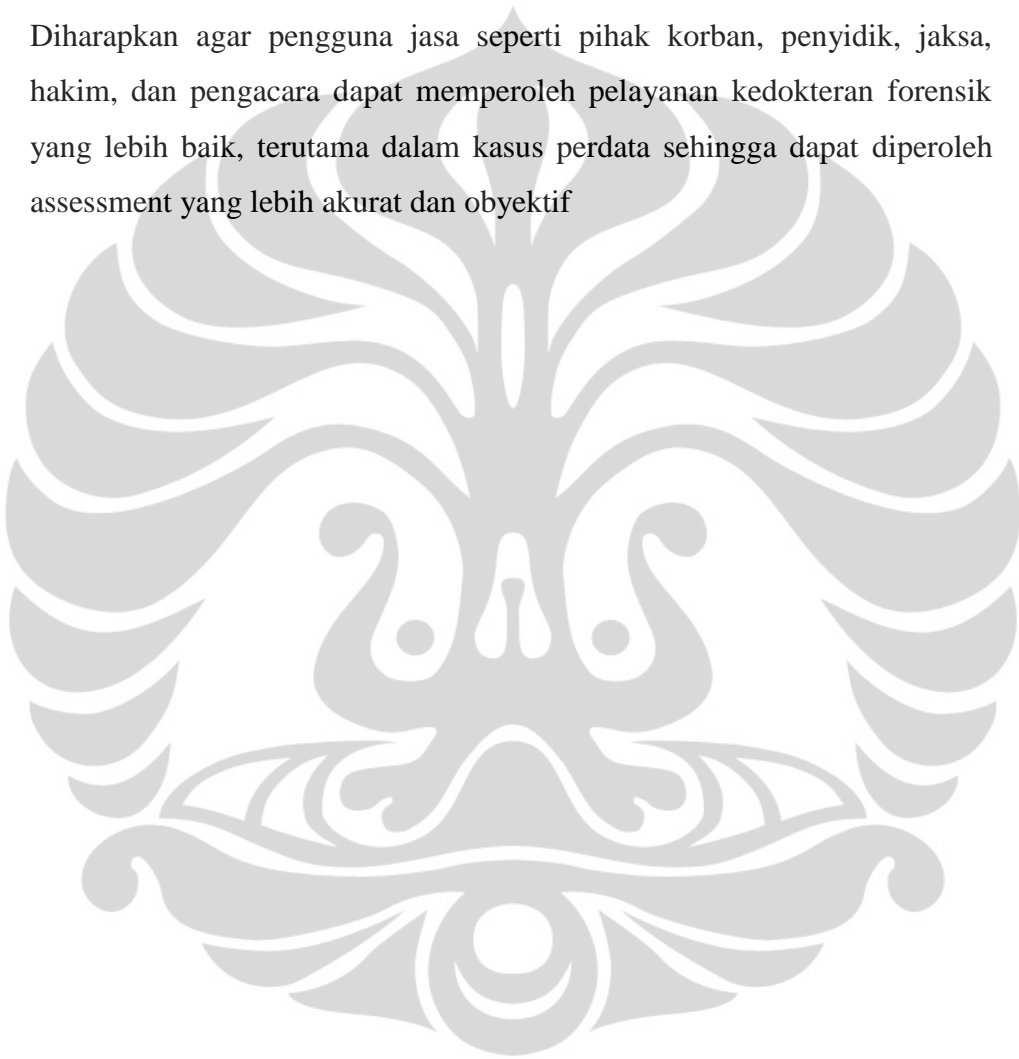 Diharapkan agar pengguna jasa seperti pihak korban, penyidik, jaksa,
hakim, dan pengacara dapat memperoleh pelayanan kedokteran forensik
yang lebih baik, terutama dalam kasus perdata sehingga dapat diperoleh
assessment yang lebih akurat dan obyektif